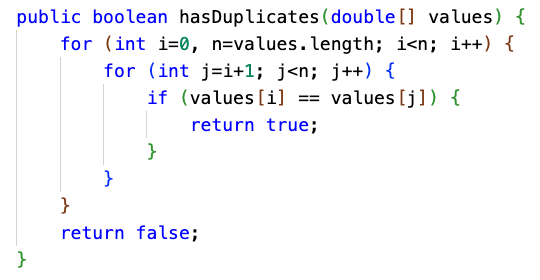 public boolean hasDuplicates(double[] values) {
    for (int i=0, n=values.length; i<n; i++) {
        for (int j=i+1; j<n; j++) {
            if (values[i] == values[j]) {
                return true;
            }
        }
    }
    return false;
}